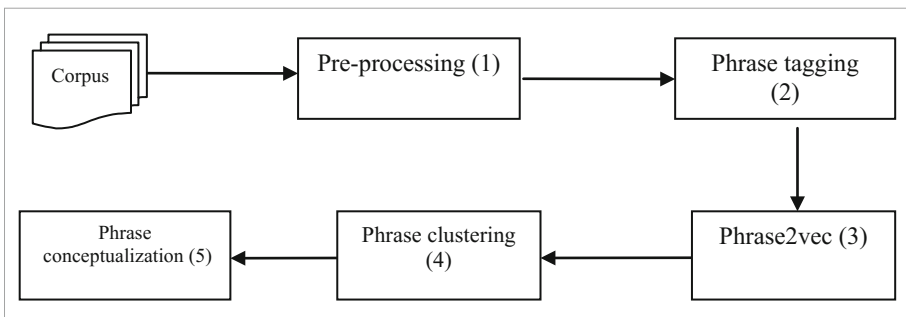 Corpus
Pre-processing (1)
Phrase tagging
(2)
Phrase2vec (3)
Phrase clustering
(4)
Phrase
conceptualization (5)